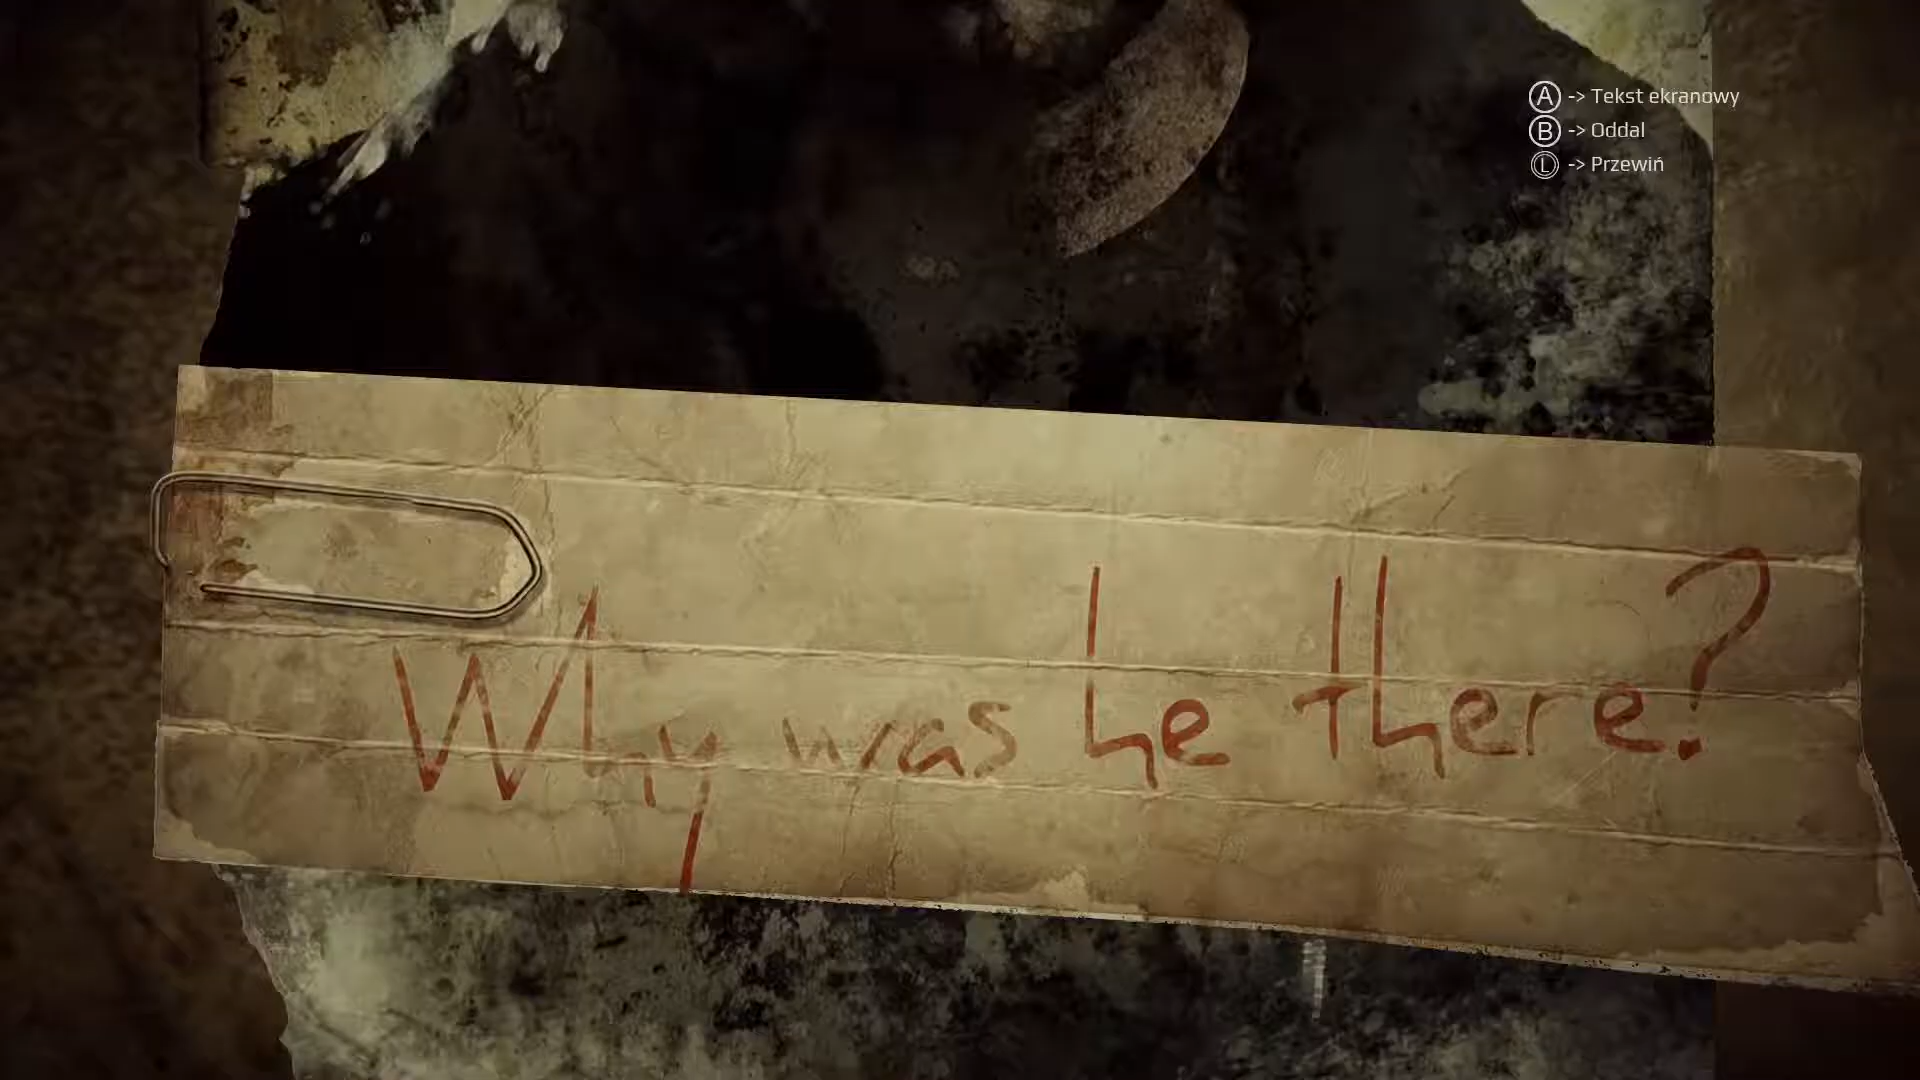 A -> Tekst ekranowy
B -> Oddal
L -> Przewiń
Why was he there?